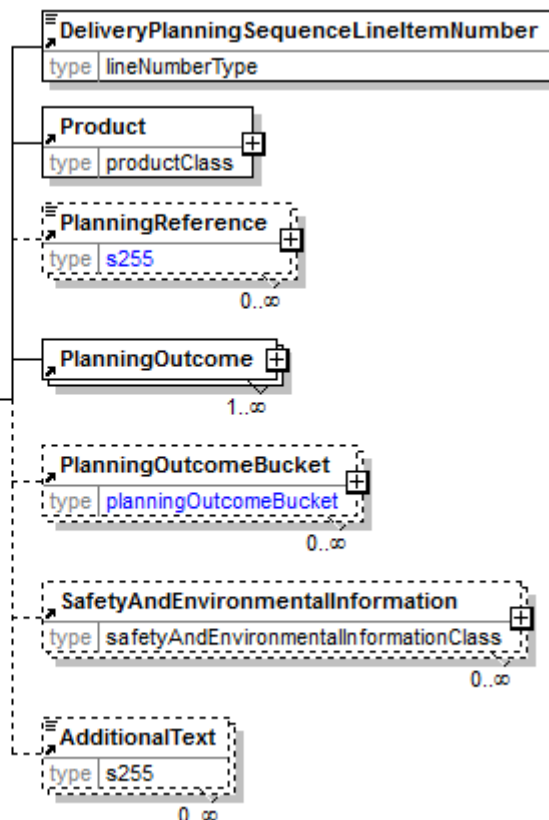 DeliveryPlanningSequenceLineItemNumber
type lineNumberType
Product
type productClass
PlanningReference
type s255
0..∞
PlanningOutcome
1..∞
PlanningOutcomeBucket
type planningOutcomeBucket
0..∞
SafetyAndEnvironmentalInformation
type safetyAndEnvironmentalInformationClass
0..∞
AdditionalText
type s255
0..∞